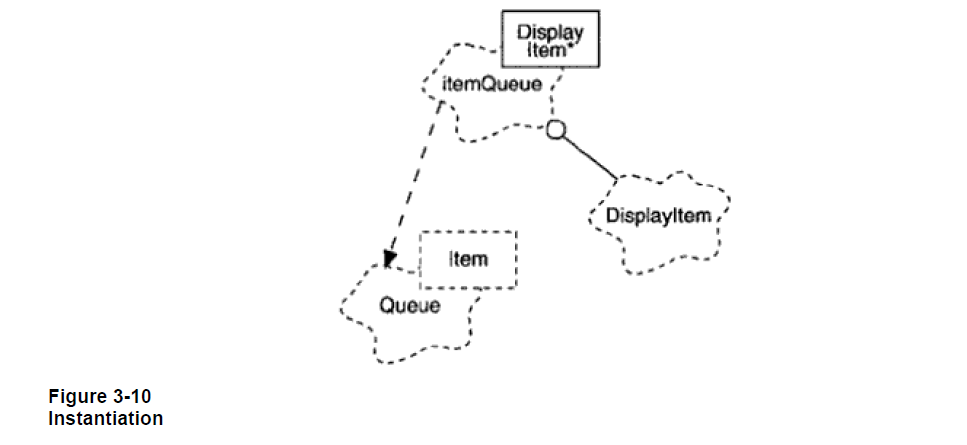 Display
Item*
itemQueue
DisplayItem
Item
Queue
Figure 3-10
Instantiation